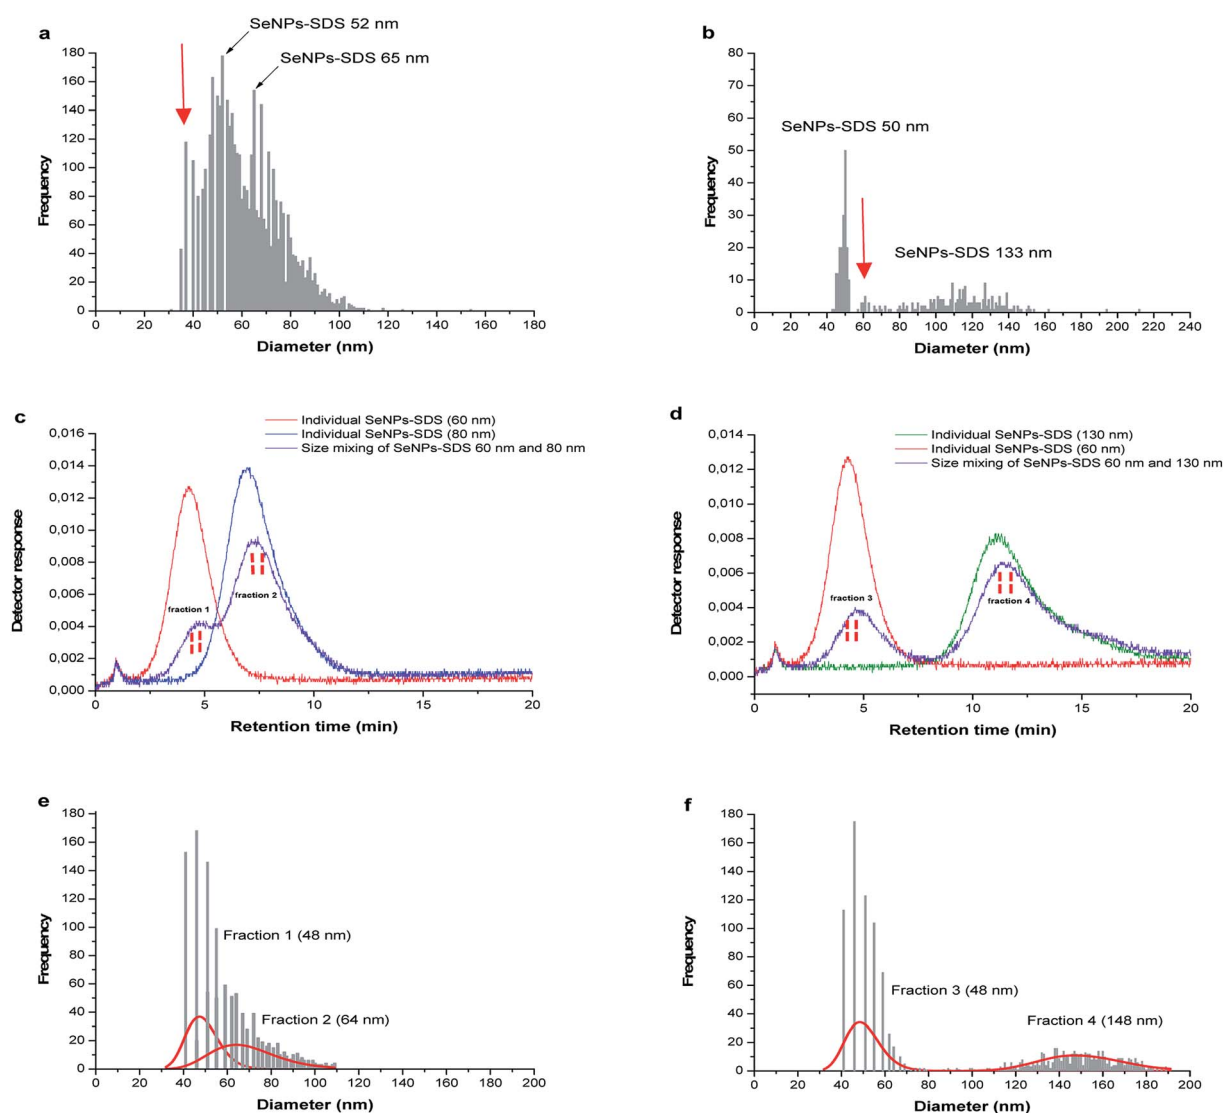 a
SeNPs-SDS 52 nm
SeNPs-SDS 65 nm
180
160
140
120
100
80
60
40
20
0
Frequency
0 20 40 60 80 100 120 140 160 180
Diameter (nm)
b
SeNPs-SDS 50 nm
SeNPs-SDS 133 nm
80
70
60
50
40
30
20
10
0
Frequency
0 20 40 60 80 100 120 140 160 180 200 220 240
Diameter (nm)
c
Individual SeNPs-SDS (60 nm)
Individual SeNPs-SDS (80 nm)
Size mixing of SeNPs-SDS 60 nm and 80 nm
0,016
0,014
0,012
0,010
0,008
0,006
0,004
0,002
0,000
Detector response
fraction 1
fraction 2
0 5 10 15 20
Retention time (min)
d
Individual SeNPs-SDS (130 nm)
Individual SeNPs-SDS (60 nm)
Size mixing of SeNPs-SDS 60 nm and 130 nm
0,014
0,012
0,010
0,008
0,006
0,004
0,002
0,000
Detector response
fraction 3
fraction 4
0 5 10 15 20
Retention time (min)
e
180
160
140
120
100
80
60
40
20
0
Frequency
Fraction 1 (48 nm)
Fraction 2 (64 nm)
0 20 40 60 80 100 120 140 160 180 200
Diameter (nm)
f
180
160
140
120
100
80
60
40
20
0
Frequency
Fraction 3 (48 nm)
Fraction 4 (148 nm)
0 20 40 60 80 100 120 140 160 180 200
Diameter (nm)